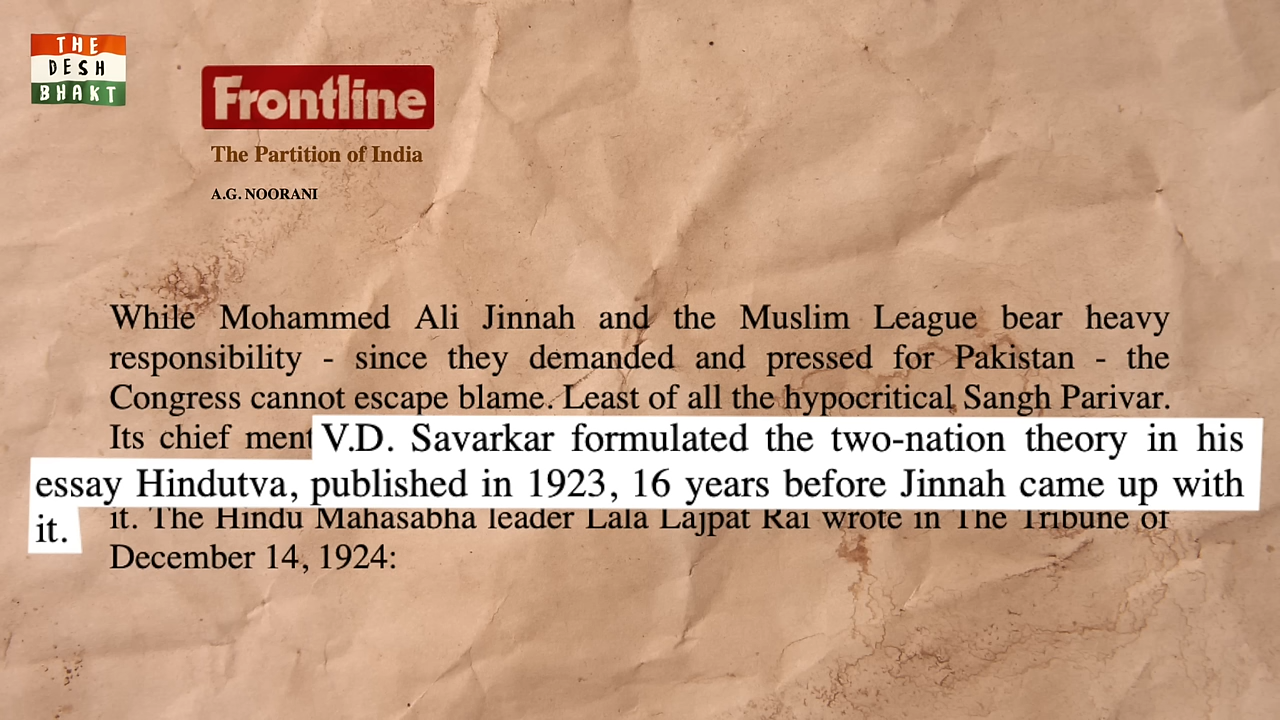 THE
DESH
BHAKT
Frontline
The Partition of India
A.G. NOORANI
While Mohammed Ali Jinnah and the Muslim League bear heavy
responsibility - since they demanded and pressed for Pakistan - the
Congress cannot escape blame. Least of all the hypocritical Sangh Parivar.
Its chief ment V.D. Savarkar formulated the two-nation theory in his
essay Hindutva, published in 1923, 16 years before Jinnah came up with
it.
it. The Hindu Mahasabha leader Lala Lajpat Rai wrote in The Tribune of
December 14, 1924: